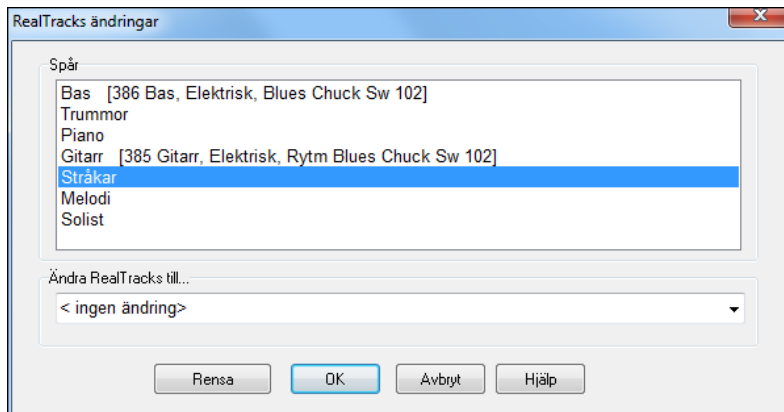 RealTracks ändringar
Spår
Bas [386 Bas, Elektrisk, Blues Chuck Sw 102]
Trummor
Piano
Gitarr [385 Gitarr, Elektrisk, Rytm Blues Chuck Sw 102]
Stråkar
Melodi
Solist
Ändra RealTracks till...
< ingen ändring>
Rensa OK Avbryt Hjälp